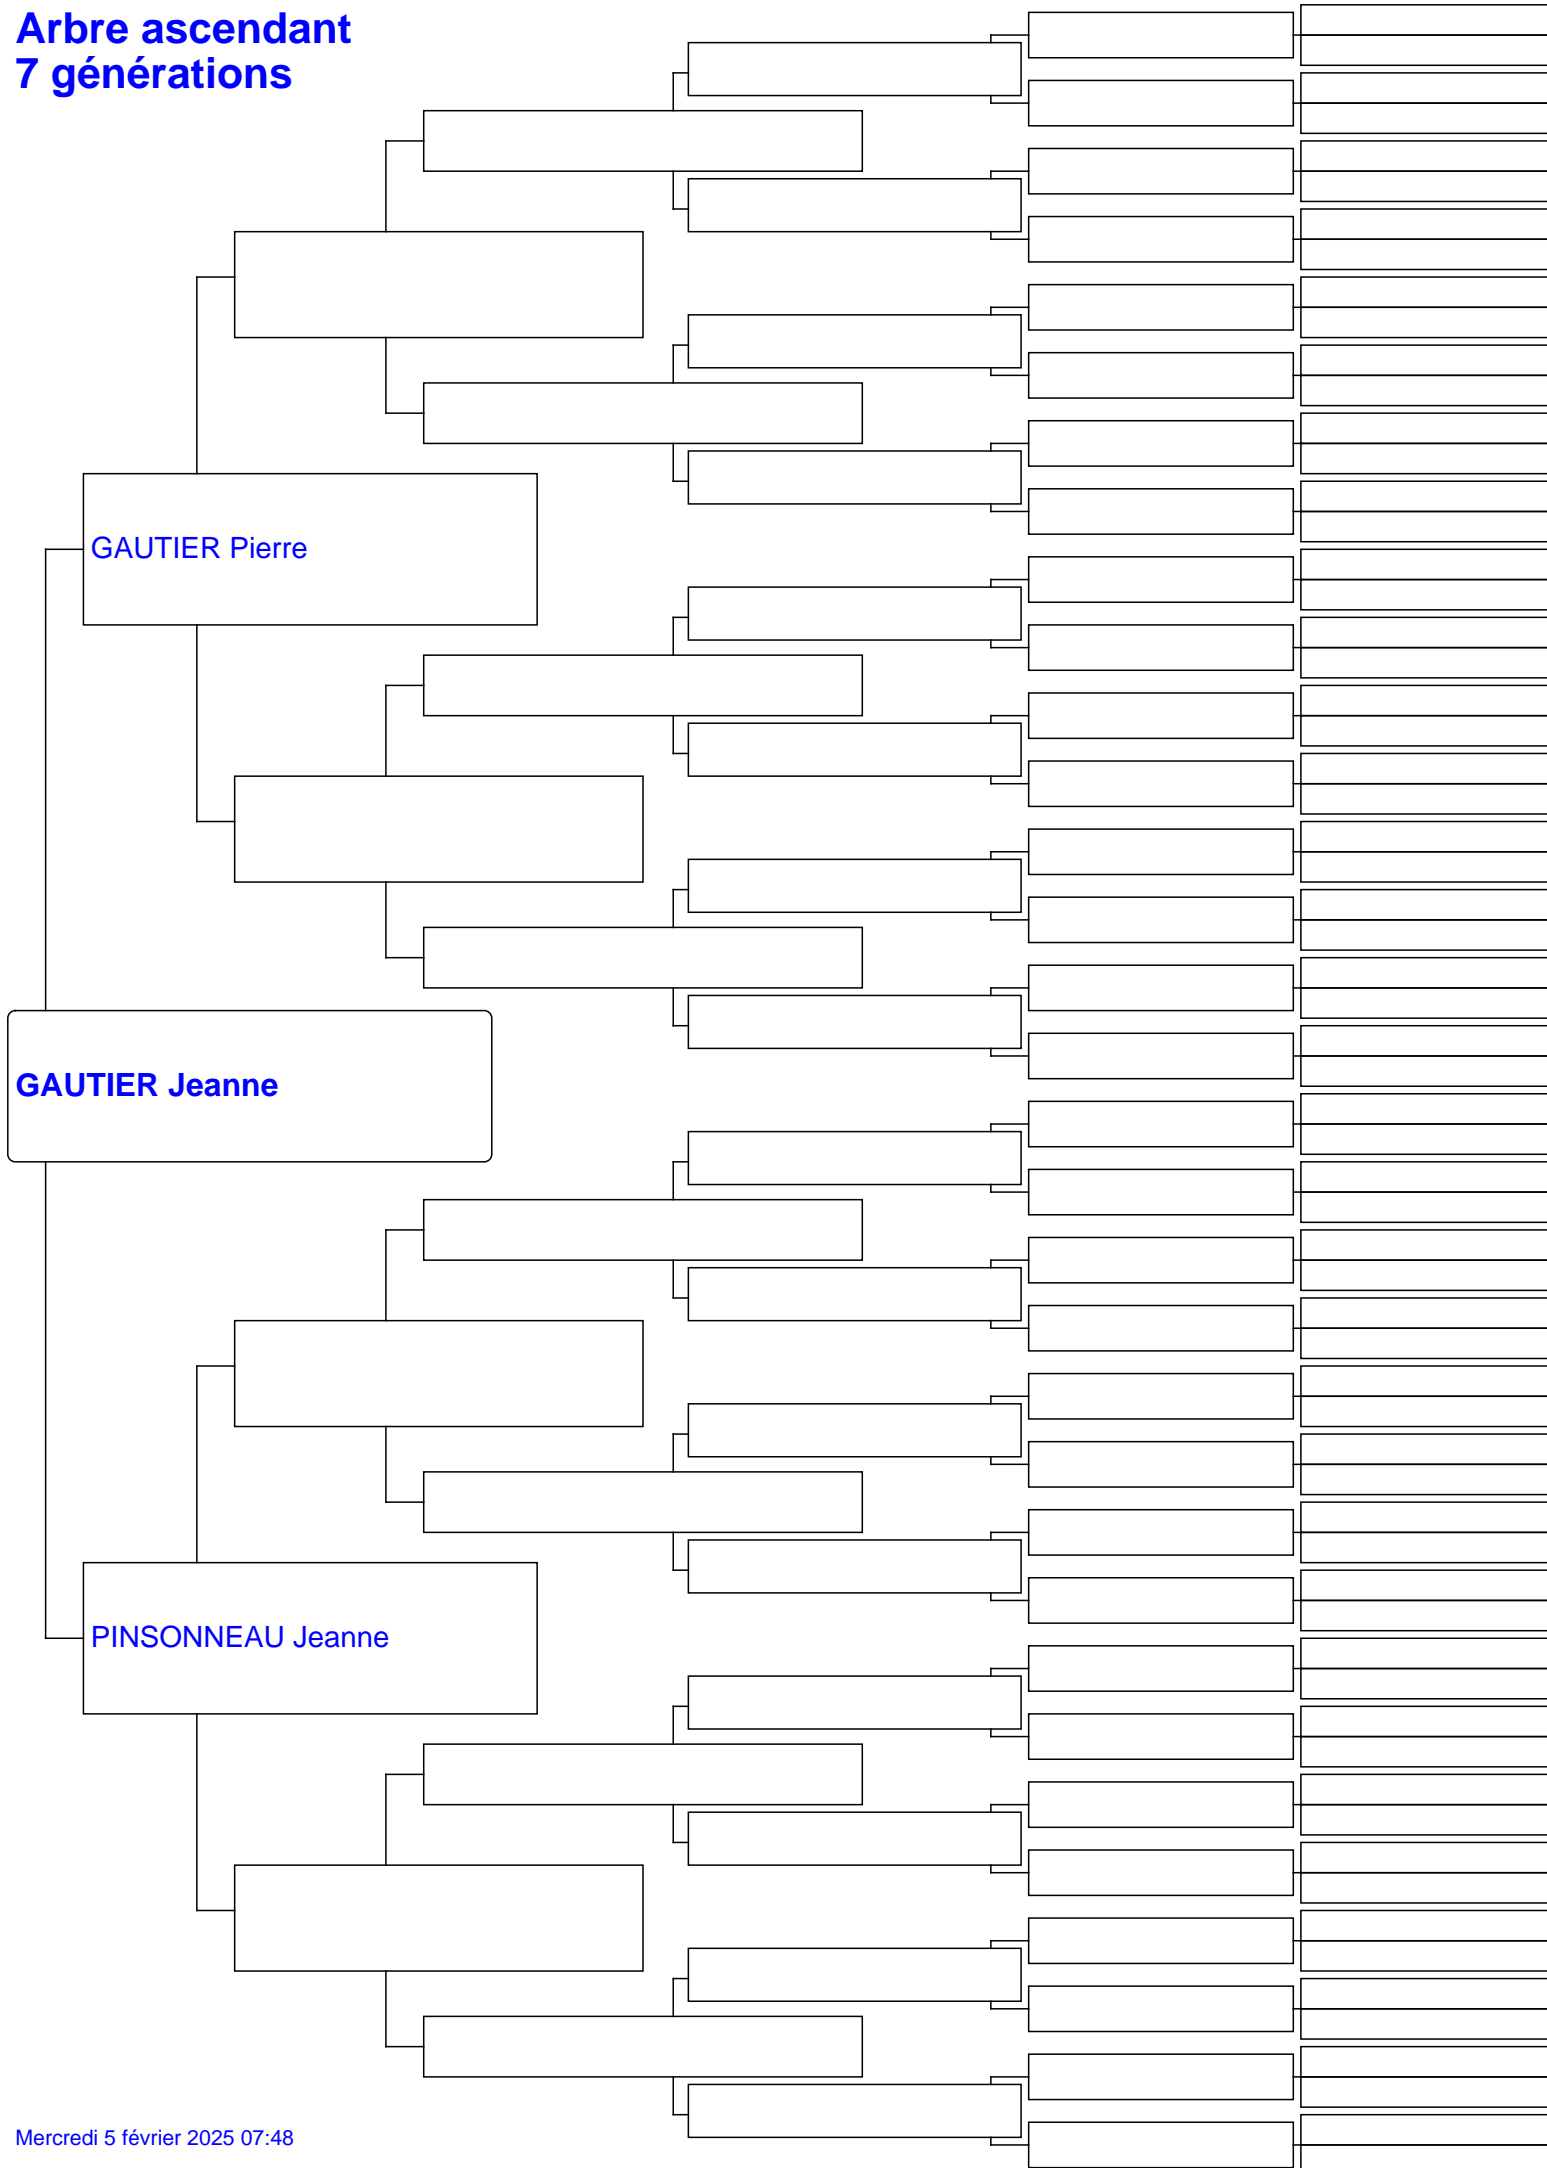 Arbre ascendant
7 générations
GAUTIER Pierre
GAUTIER Jeanne
PINSONNEAU Jeanne
Mercredi 5 février 2025 07:48